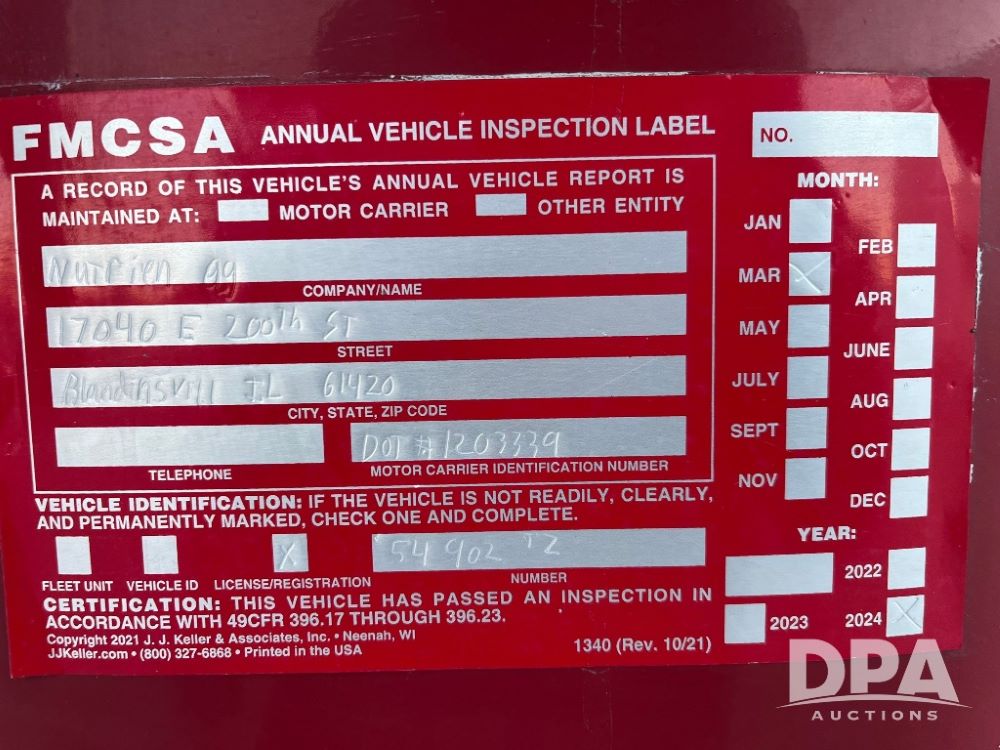 FMCSA ANNUAL VEHICLE INSPECTION LABEL
NO.
A RECORD OF THIS VEHICLE'S ANNUAL VEHICLE REPORT IS
MAINTAINED AT: MOTOR CARRIER OTHER ENTITY
Nutrien ag
COMPANY/NAME
17040 E 200th ST
STREET
Blandinsvill IL 61420
CITY, STATE, ZIP CODE
TELEPHONE
DOT #1203339
MOTOR CARRIER IDENTIFICATION NUMBER
VEHICLE IDENTIFICATION: IF THE VEHICLE IS NOT READILY, CLEARLY,
AND PERMANENTLY MARKED, CHECK ONE AND COMPLETE.
X
FLEET UNIT VEHICLE ID LICENSE/REGISTRATION
54902 TZ
NUMBER
CERTIFICATION: THIS VEHICLE HAS PASSED AN INSPECTION IN
ACCORDANCE WITH 49CFR 396.17 THROUGH 396.23.
Copyright 2021 J. J. Keller & Associates, Inc. • Neenah, WI
JJKeller.com • (800) 327-6868 • Printed in the USA
1340 (Rev. 10/21)
MONTH:
JAN
FEB
MAR X
APR
MAY
JUNE
JULY
AUG
SEPT
OCT
NOV
DEC
YEAR:
2022
2023
2024 X
DPA
AUCTIONS